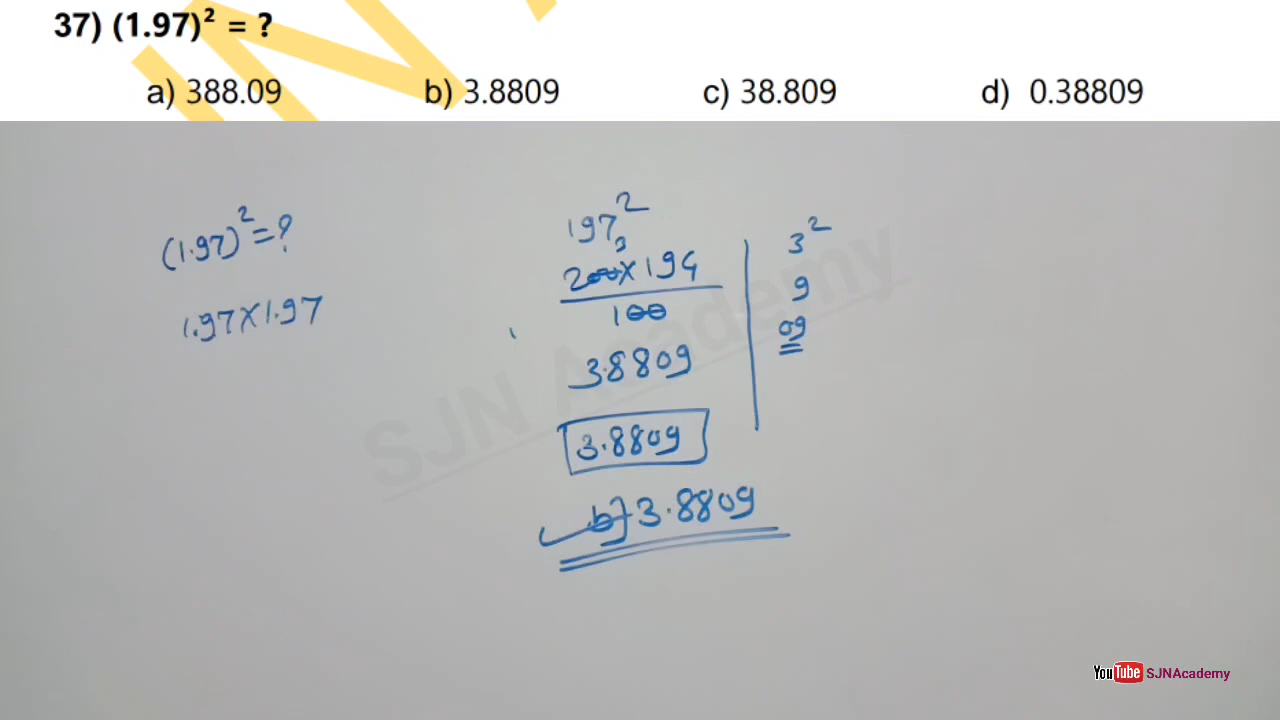 37) (1.97)² = ?
a) 388.09 b) 3.8809 c) 38.809 d) 0.38809
(1.97)² = ?
1.97 × 1.97
197²
3
200 × 194
100
3.8809
3.8809
b] 3.8809
3²
9
09
SJN Academy
YouTube SJNAcademy